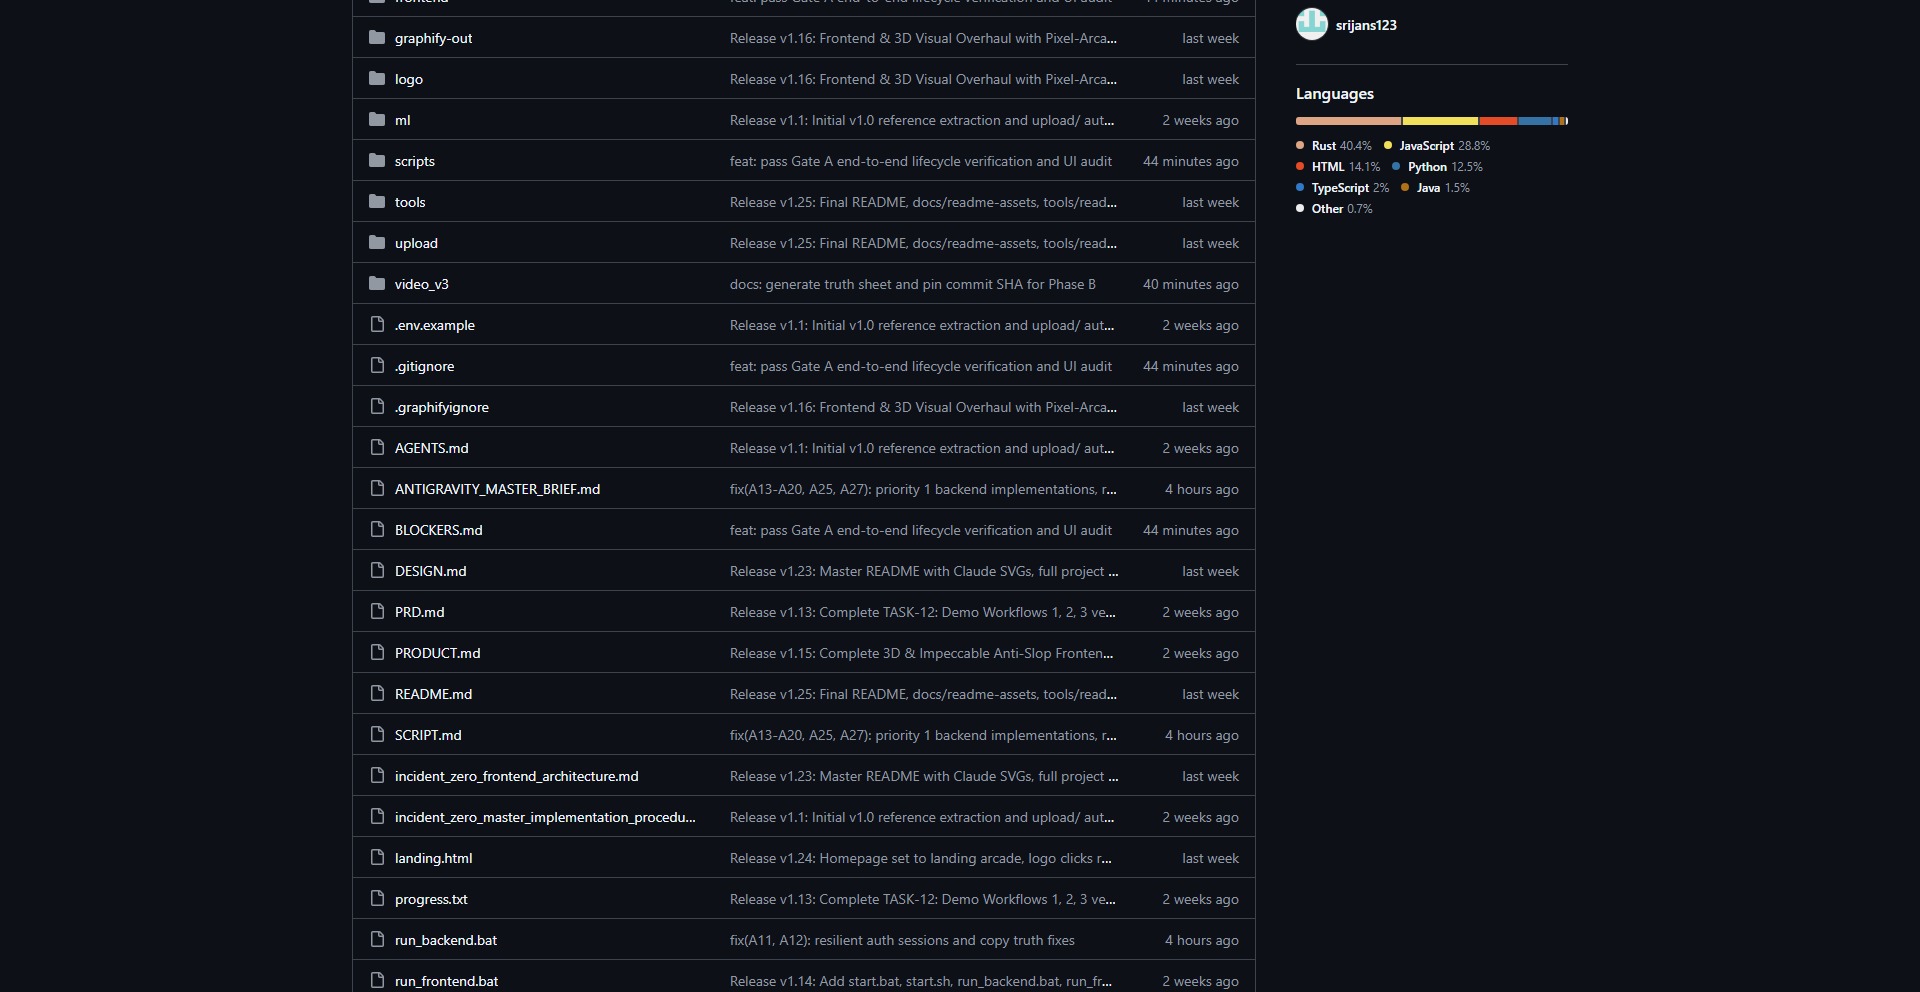 frontend feat: pass Gate A end-to-end lifecycle verification and UI audit 44 minutes ago
graphify-out Release v1.16: Frontend & 3D Visual Overhaul with Pixel-Arca... last week
logo Release v1.16: Frontend & 3D Visual Overhaul with Pixel-Arca... last week
ml Release v1.1: Initial v1.0 reference extraction and upload/ aut... 2 weeks ago
scripts feat: pass Gate A end-to-end lifecycle verification and UI audit 44 minutes ago
tools Release v1.25: Final README, docs/readme-assets, tools/read... last week
upload Release v1.25: Final README, docs/readme-assets, tools/read... last week
video_v3 docs: generate truth sheet and pin commit SHA for Phase B 40 minutes ago
.env.example Release v1.1: Initial v1.0 reference extraction and upload/ aut... 2 weeks ago
.gitignore feat: pass Gate A end-to-end lifecycle verification and UI audit 44 minutes ago
.graphifyignore Release v1.16: Frontend & 3D Visual Overhaul with Pixel-Arca... last week
AGENTS.md Release v1.1: Initial v1.0 reference extraction and upload/ aut... 2 weeks ago
ANTIGRAVITY_MASTER_BRIEF.md fix(A13-A20, A25, A27): priority 1 backend implementations, r... 4 hours ago
BLOCKERS.md feat: pass Gate A end-to-end lifecycle verification and UI audit 44 minutes ago
DESIGN.md Release v1.23: Master README with Claude SVGs, full project ... last week
PRD.md Release v1.13: Complete TASK-12: Demo Workflows 1, 2, 3 ve... 2 weeks ago
PRODUCT.md Release v1.15: Complete 3D & Impeccable Anti-Slop Fronten... 2 weeks ago
README.md Release v1.25: Final README, docs/readme-assets, tools/read... last week
SCRIPT.md fix(A13-A20, A25, A27): priority 1 backend implementations, r... 4 hours ago
incident_zero_frontend_architecture.md Release v1.23: Master README with Claude SVGs, full project ... last week
incident_zero_master_implementation_procedu... Release v1.1: Initial v1.0 reference extraction and upload/ aut... 2 weeks ago
landing.html Release v1.24: Homepage set to landing arcade, logo clicks r... last week
progress.txt Release v1.13: Complete TASK-12: Demo Workflows 1, 2, 3 ve... 2 weeks ago
run_backend.bat fix(A11, A12): resilient auth sessions and copy truth fixes 4 hours ago
run_frontend.bat Release v1.14: Add start.bat, start.sh, run_backend.bat, run_fr... 2 weeks ago
srijans123
Languages
Rust 40.4% JavaScript 28.8%
HTML 14.1% Python 12.5%
TypeScript 2% Java 1.5%
Other 0.7%